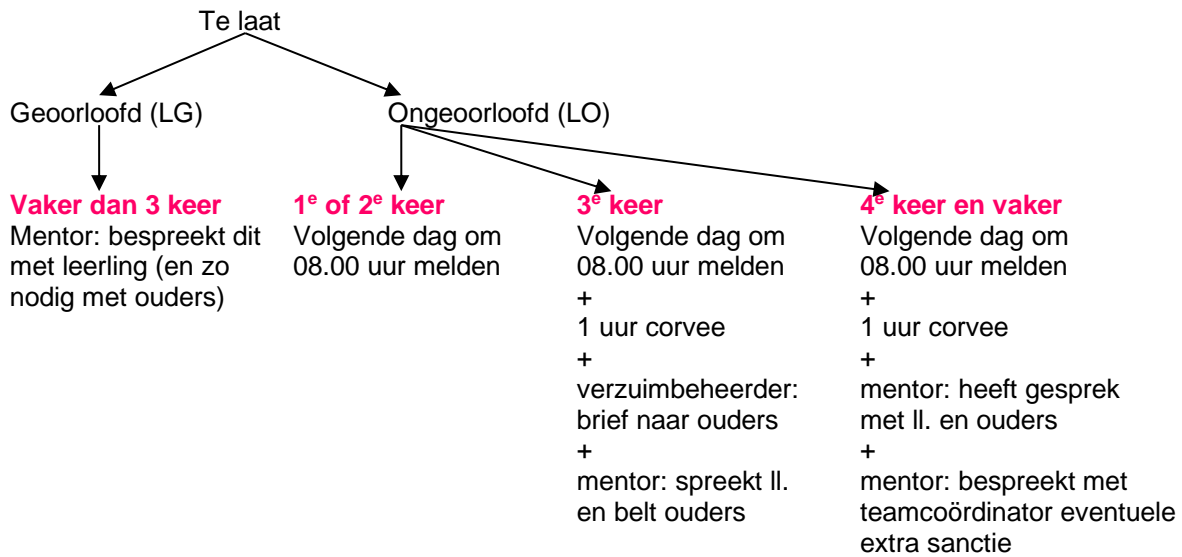 Te laat
Geoorloofd (LG)
Ongeoorloofd (LO)
Vaker dan 3 keer
Mentor: bespreekt dit
met leerling (en zo
nodig met ouders)
1e of 2e keer
Volgende dag om
08.00 uur melden
3e keer
Volgende dag om
08.00 uur melden
+
1 uur corvee
+
verzuimbeheerder:
brief naar ouders
+
mentor: spreekt ll.
en belt ouders
4e keer en vaker
Volgende dag om
08.00 uur melden
+
1 uur corvee
+
mentor: heeft gesprek
met ll. en ouders
+
mentor: bespreekt met
teamcoördinator eventuele
extra sanctie